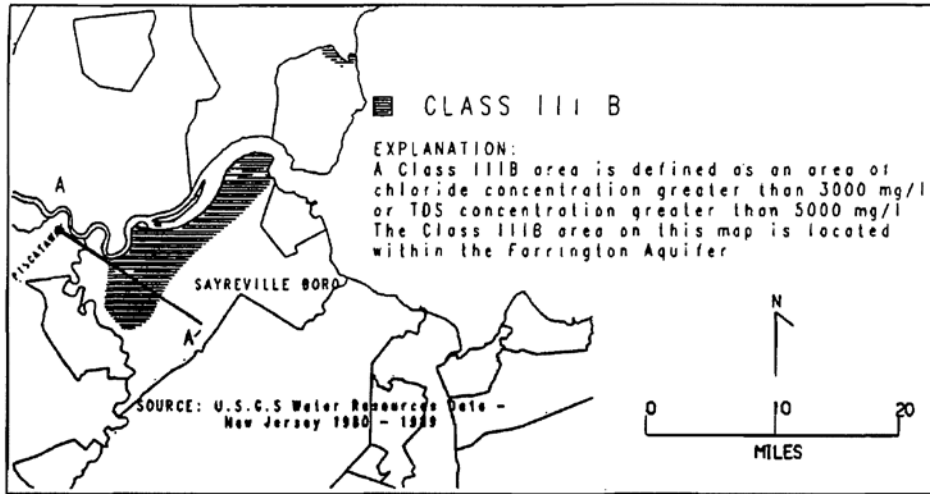 CLASS III B
EXPLANATION:
A Class IIIB area is defined as an area of
chloride concentration greater than 3000 mg/l
or TDS concentration greater than 5000 mg/l
The Class IIIB area on this map is located
within the Farrington Aquifer
A
PISCATAWA
SAYREVILLE BORO
A-
N
SOURCE: U.S.G.S Water Resources Data -
New Jersey 1980 - 1989
0 10 20
MILES